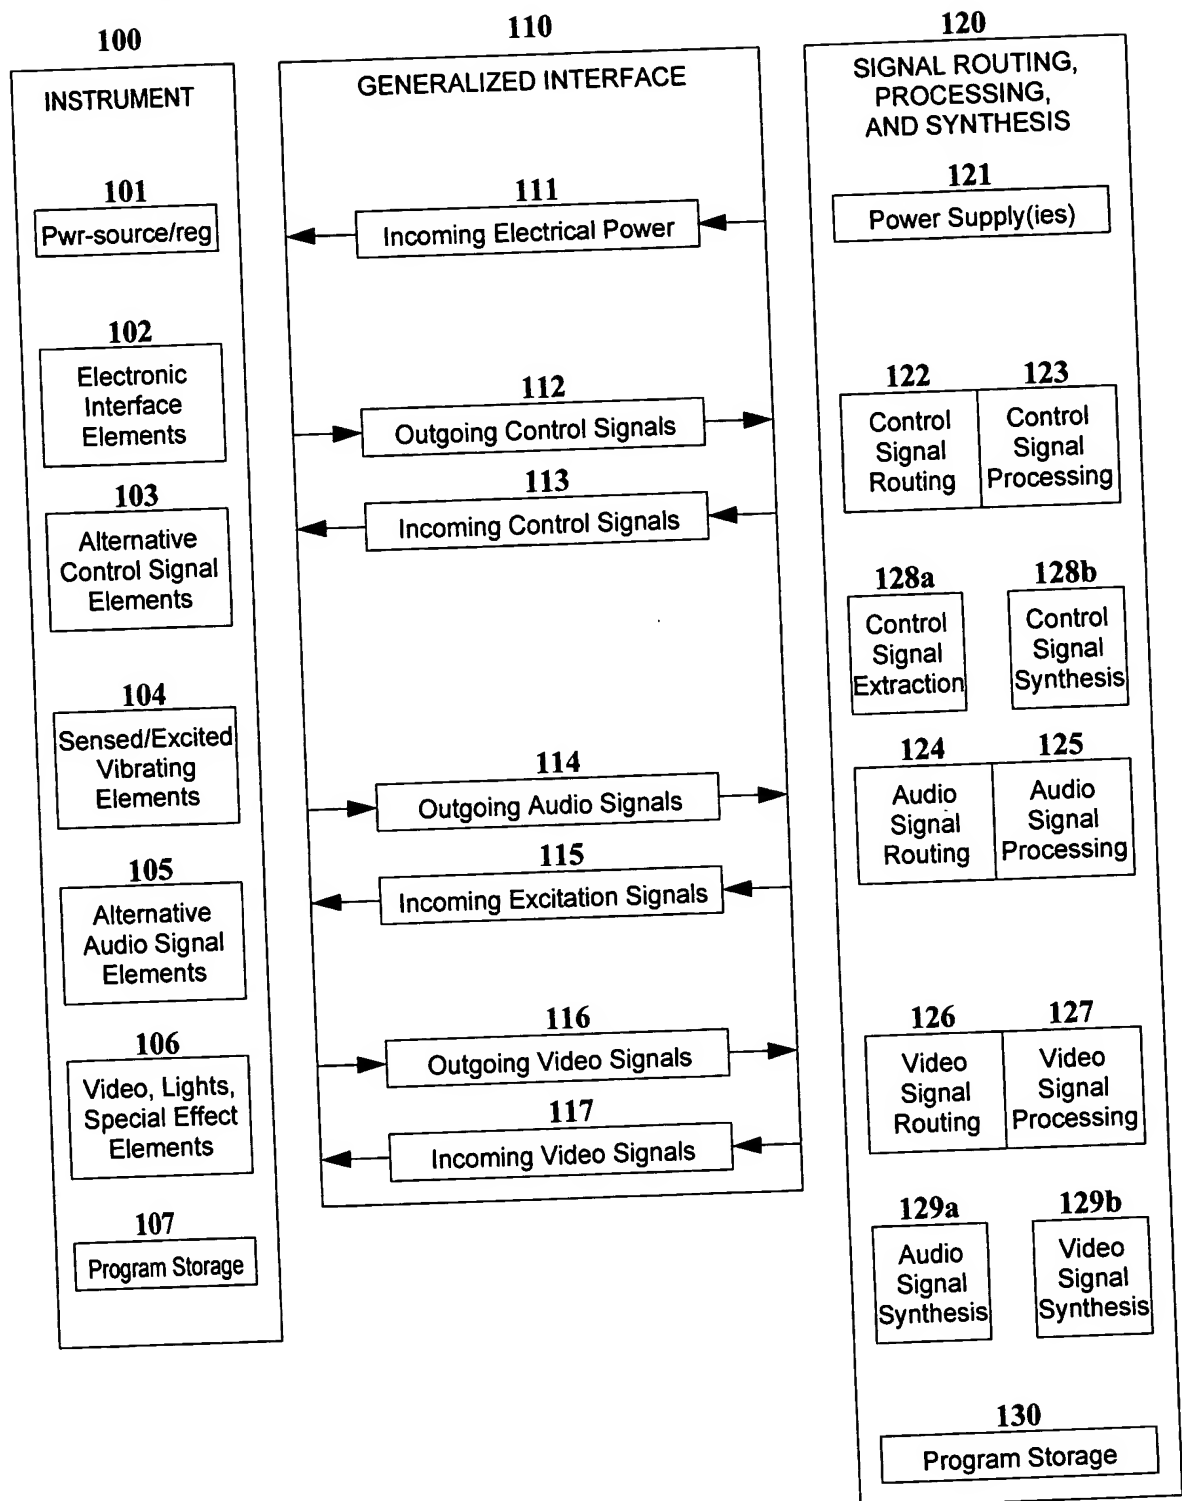 100
INSTRUMENT
101
Pwr-source/reg
102
Electronic
Interface
Elements
103
Alternative
Control Signal
Elements
104
Sensed/Excited
Vibrating
Elements
105
Alternative
Audio Signal
Elements
106
Video, Lights,
Special Effect
Elements
107
Program Storage
110
GENERALIZED INTERFACE
111
Incoming Electrical Power
112
Outgoing Control Signals
113
Incoming Control Signals
114
Outgoing Audio Signals
115
Incoming Excitation Signals
116
Outgoing Video Signals
117
Incoming Video Signals
120
SIGNAL ROUTING,
PROCESSING,
AND SYNTHESIS
121
Power Supply(ies)
122
Control
Signal
Routing
123
Control
Signal
Processing
128a
Control
Signal
Extraction
128b
Control
Signal
Synthesis
124
Audio
Signal
Routing
125
Audio
Signal
Processing
126
Video
Signal
Routing
127
Video
Signal
Processing
129a
Audio
Signal
Synthesis
129b
Video
Signal
Synthesis
130
Program Storage